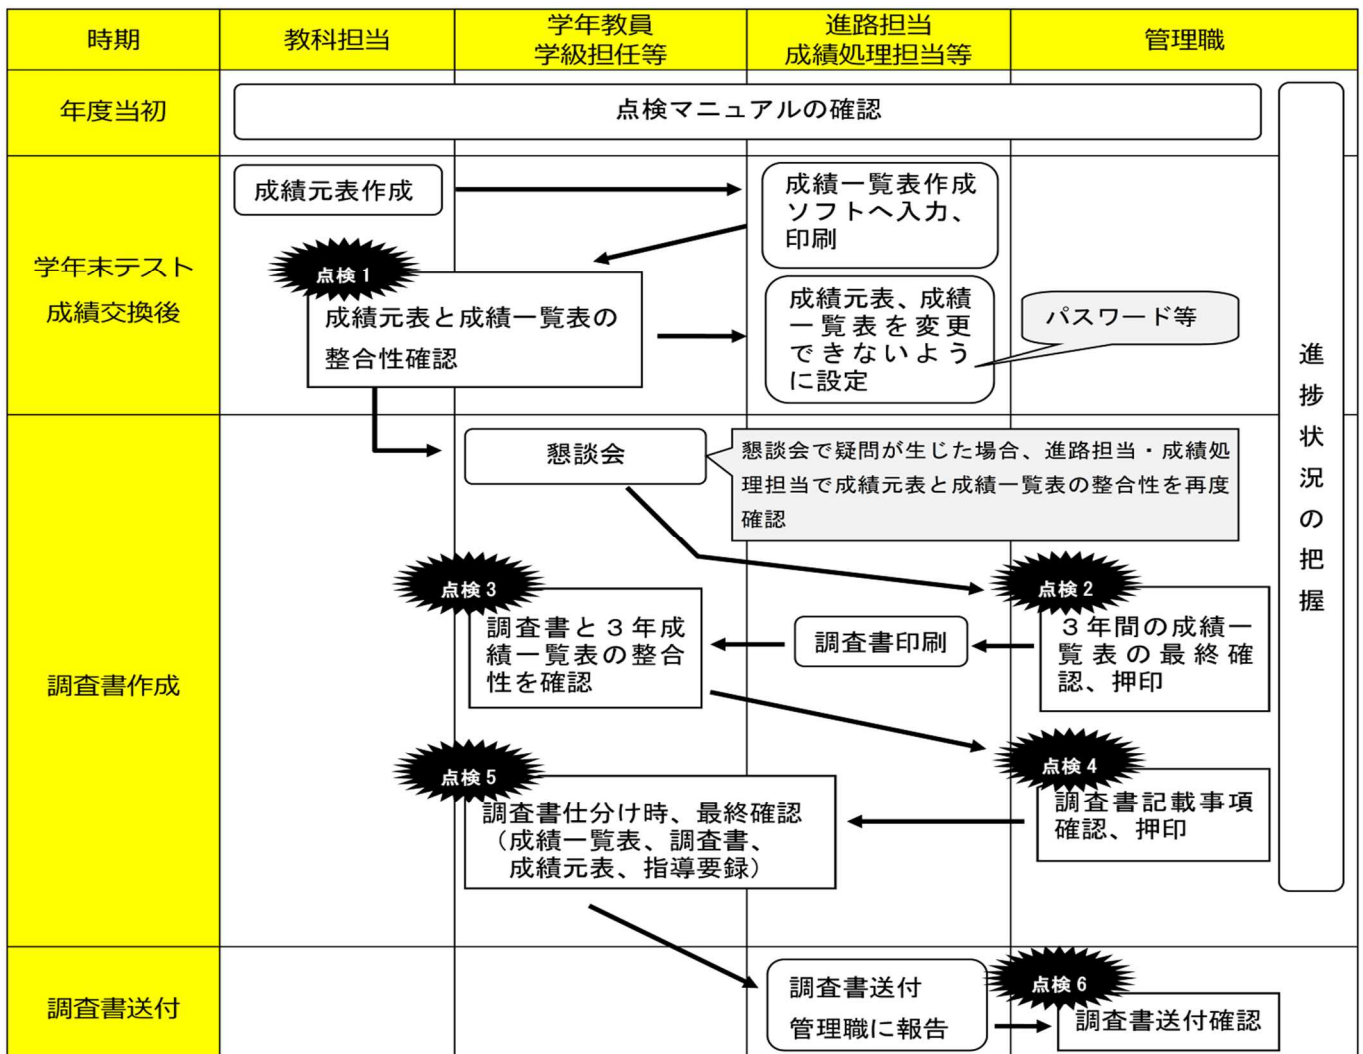 時期
教科担当
学年教員
学級担任等
進路担当
成績処理担当等
管理職
年度当初
点検マニュアルの確認
進捗状況の把握
学年末テスト
成績交換後
成績元表作成
成績一覧表作成
ソフトへ入力、
印刷
点検1
成績元表と成績一覧表の
整合性確認
成績元表、成績
一覧表を変更
できないよう
に設定
パスワード等
調査書作成
懇談会
懇談会で疑問が生じた場合、進路担当・成績処
理担当で成績元表と成績一覧表の整合性を再度
確認
点検2
3年間の成績一
覧表の最終確
認、押印
調査書印刷
点検3
調査書と3年成
績一覧表の整合
性を確認
点検4
調査書記載事項
確認、押印
点検5
調査書仕分け時、最終確認
(成績一覧表、調査書、
成績元表、指導要録)
調査書送付
調査書送付
管理職に報告
点検6
調査書送付確認